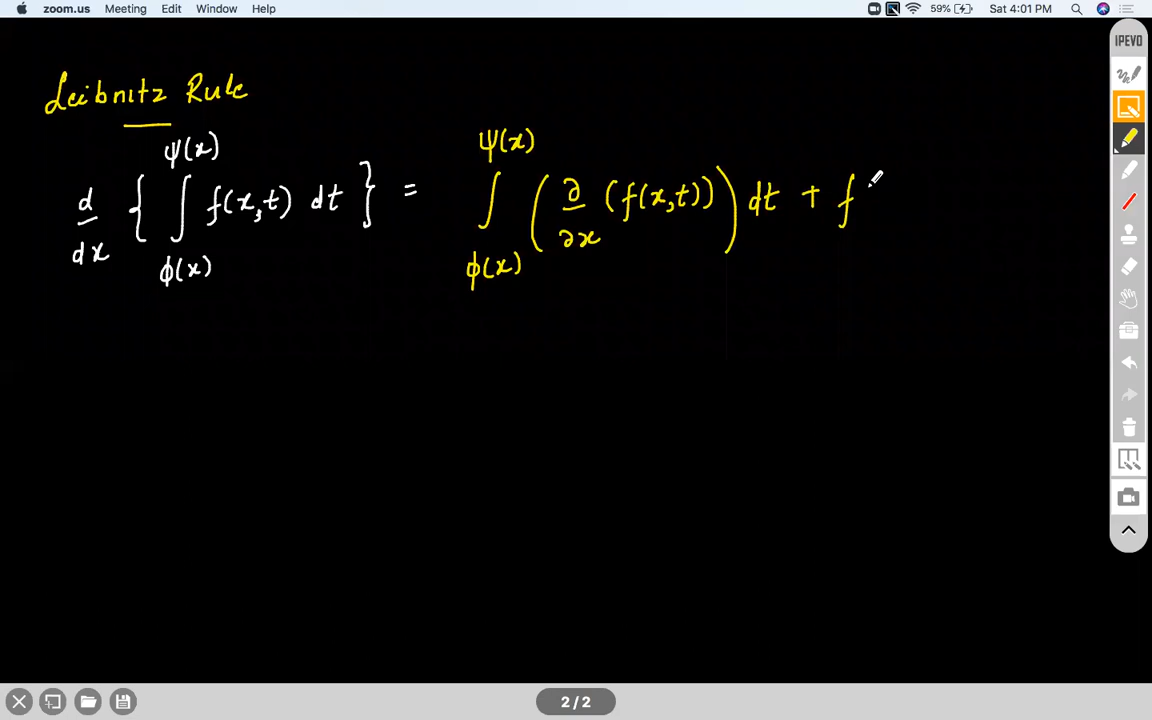 zoom.us Meeting Edit Window Help 59% Sat 4:01 PM
IPEVO
Leibnitz Rule
d/dx { ∫_{ϕ(x)}^{ψ(x)} f(x,t) dt } = ∫_{ϕ(x)}^{ψ(x)} ( ∂/∂x (f(x,t)) ) dt + f
2/2